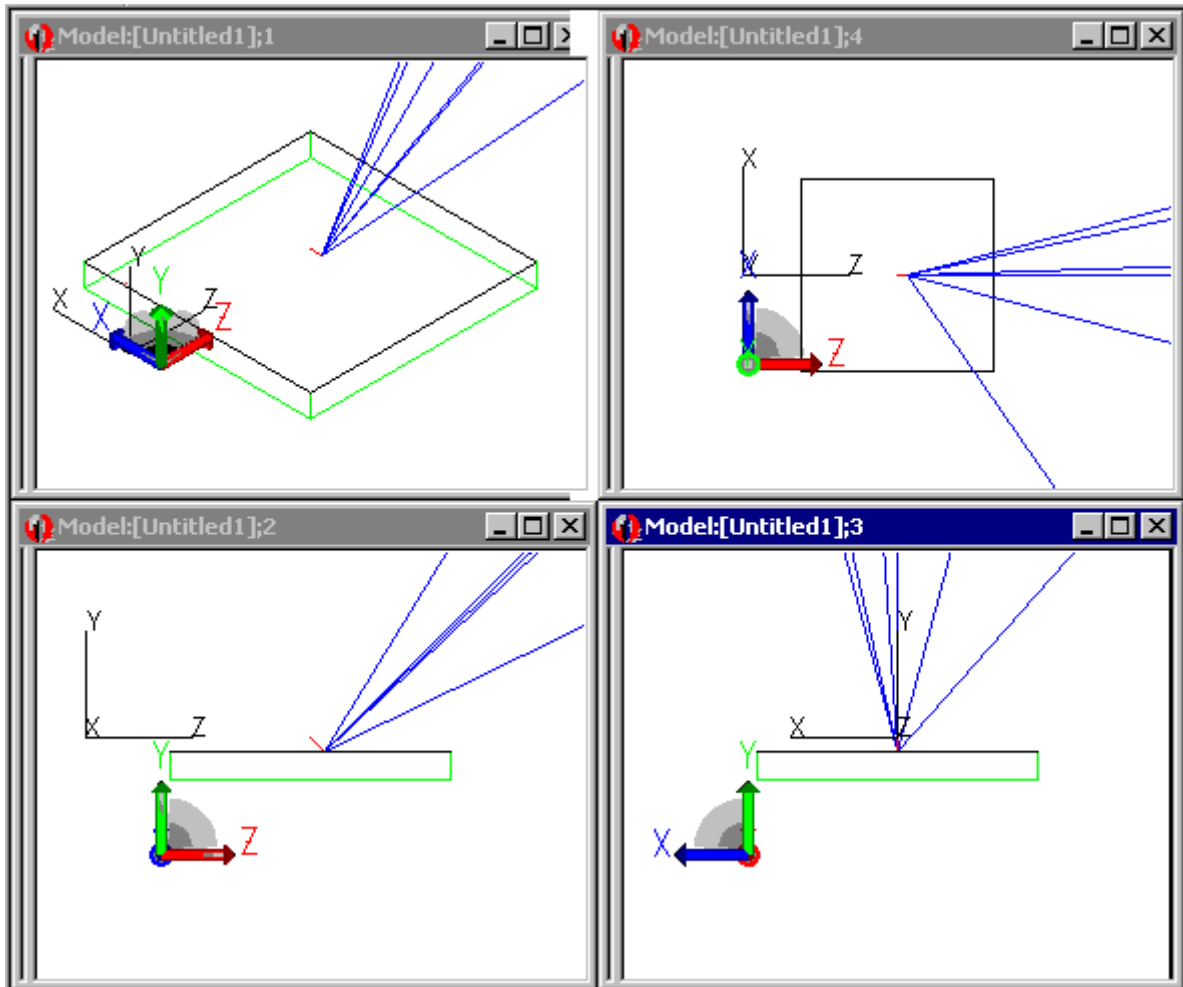 Model:[Untitled1];1
Y
Y
X
X
Z
Z
Model:[Untitled1];4
X
X
Y
Z
Z
Model:[Untitled1];2
Y
X
Z
Y
Z
Model:[Untitled1];3
Y
X
Z
Y
X